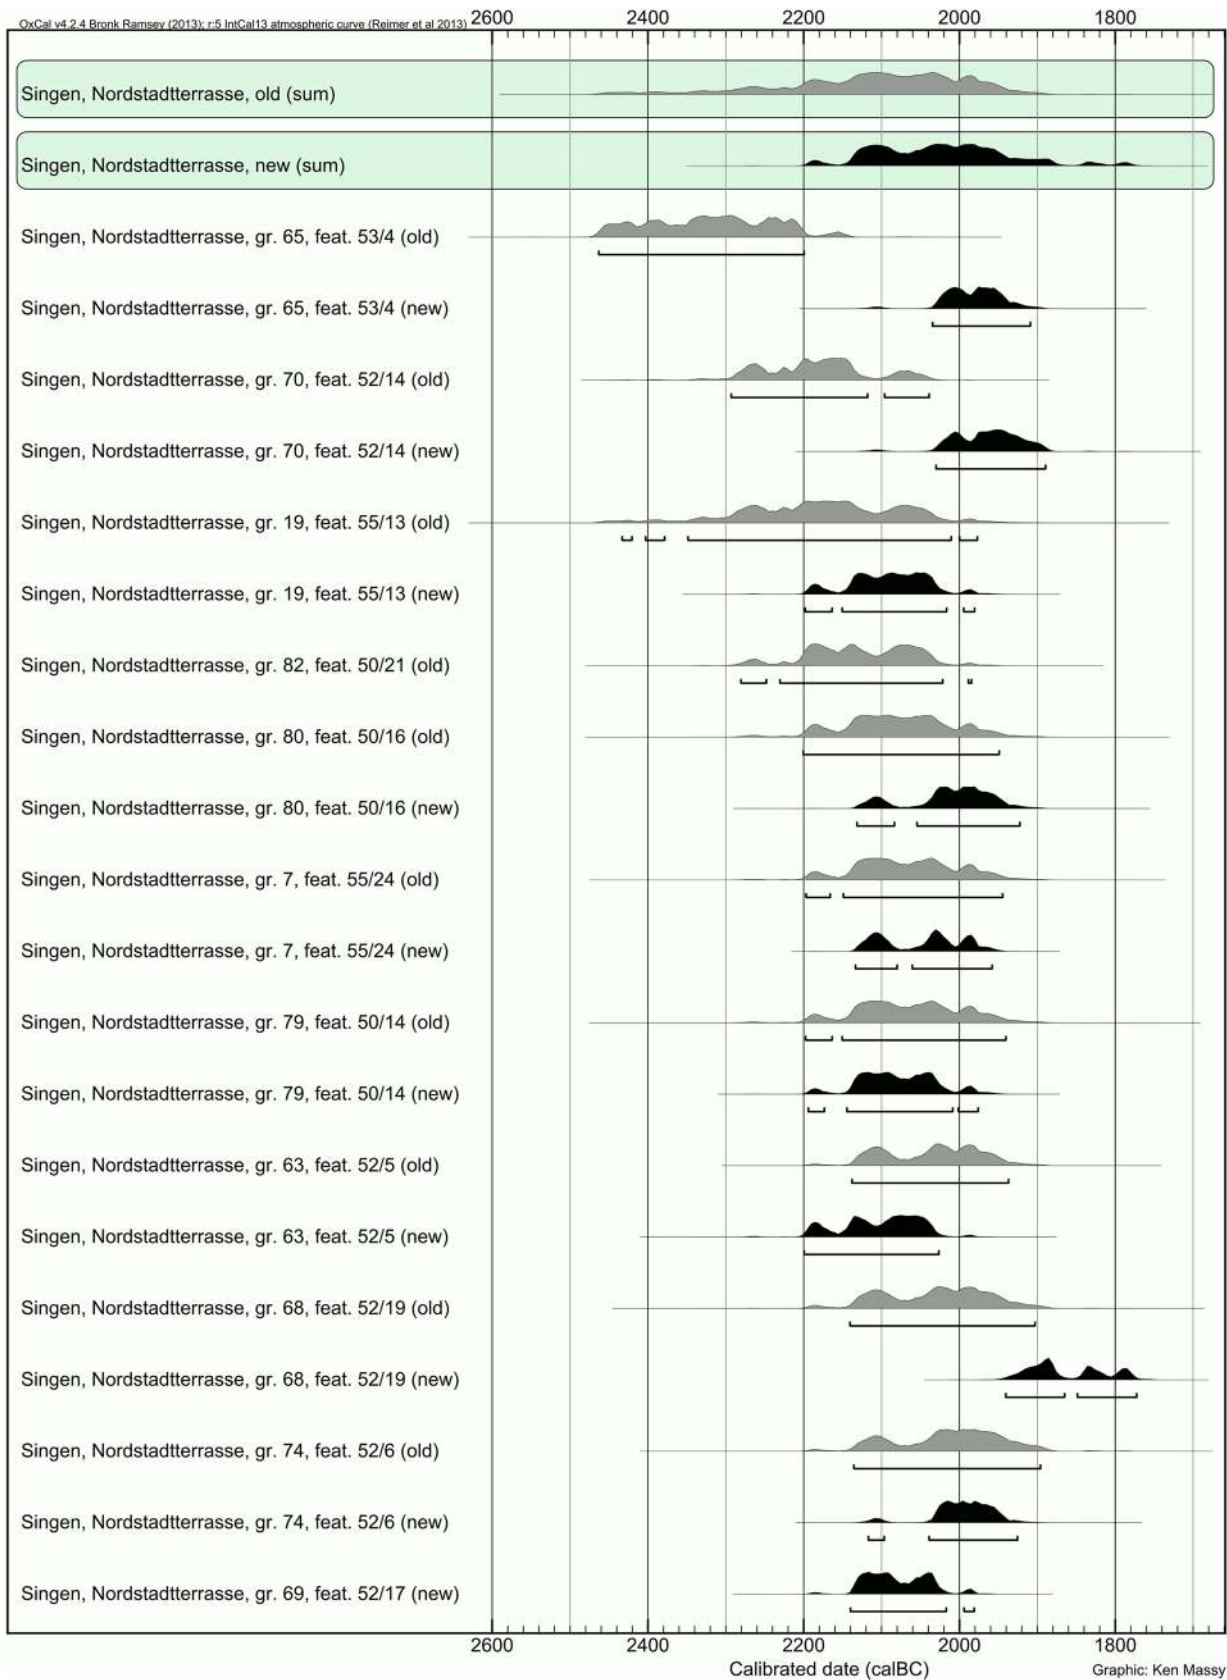 OxCal v4.2.4 Bronk Ramsey (2013); r:5 IntCal13 atmospheric curve (Reimer et al 2013)
2600 2400 2200 2000 1800
Singen, Nordstadtterrasse, old (sum)
Singen, Nordstadtterrasse, new (sum)
Singen, Nordstadtterrasse, gr. 65, feat. 53/4 (old)
Singen, Nordstadtterrasse, gr. 65, feat. 53/4 (new)
Singen, Nordstadtterrasse, gr. 70, feat. 52/14 (old)
Singen, Nordstadtterrasse, gr. 70, feat. 52/14 (new)
Singen, Nordstadtterrasse, gr. 19, feat. 55/13 (old)
Singen, Nordstadtterrasse, gr. 19, feat. 55/13 (new)
Singen, Nordstadtterrasse, gr. 82, feat. 50/21 (old)
Singen, Nordstadtterrasse, gr. 80, feat. 50/16 (old)
Singen, Nordstadtterrasse, gr. 80, feat. 50/16 (new)
Singen, Nordstadtterrasse, gr. 7, feat. 55/24 (old)
Singen, Nordstadtterrasse, gr. 7, feat. 55/24 (new)
Singen, Nordstadtterrasse, gr. 79, feat. 50/14 (old)
Singen, Nordstadtterrasse, gr. 79, feat. 50/14 (new)
Singen, Nordstadtterrasse, gr. 63, feat. 52/5 (old)
Singen, Nordstadtterrasse, gr. 63, feat. 52/5 (new)
Singen, Nordstadtterrasse, gr. 68, feat. 52/19 (old)
Singen, Nordstadtterrasse, gr. 68, feat. 52/19 (new)
Singen, Nordstadtterrasse, gr. 74, feat. 52/6 (old)
Singen, Nordstadtterrasse, gr. 74, feat. 52/6 (new)
Singen, Nordstadtterrasse, gr. 69, feat. 52/17 (new)
2600 2400 2200 2000 1800
Calibrated date (calBC)
Graphic: Ken Massy